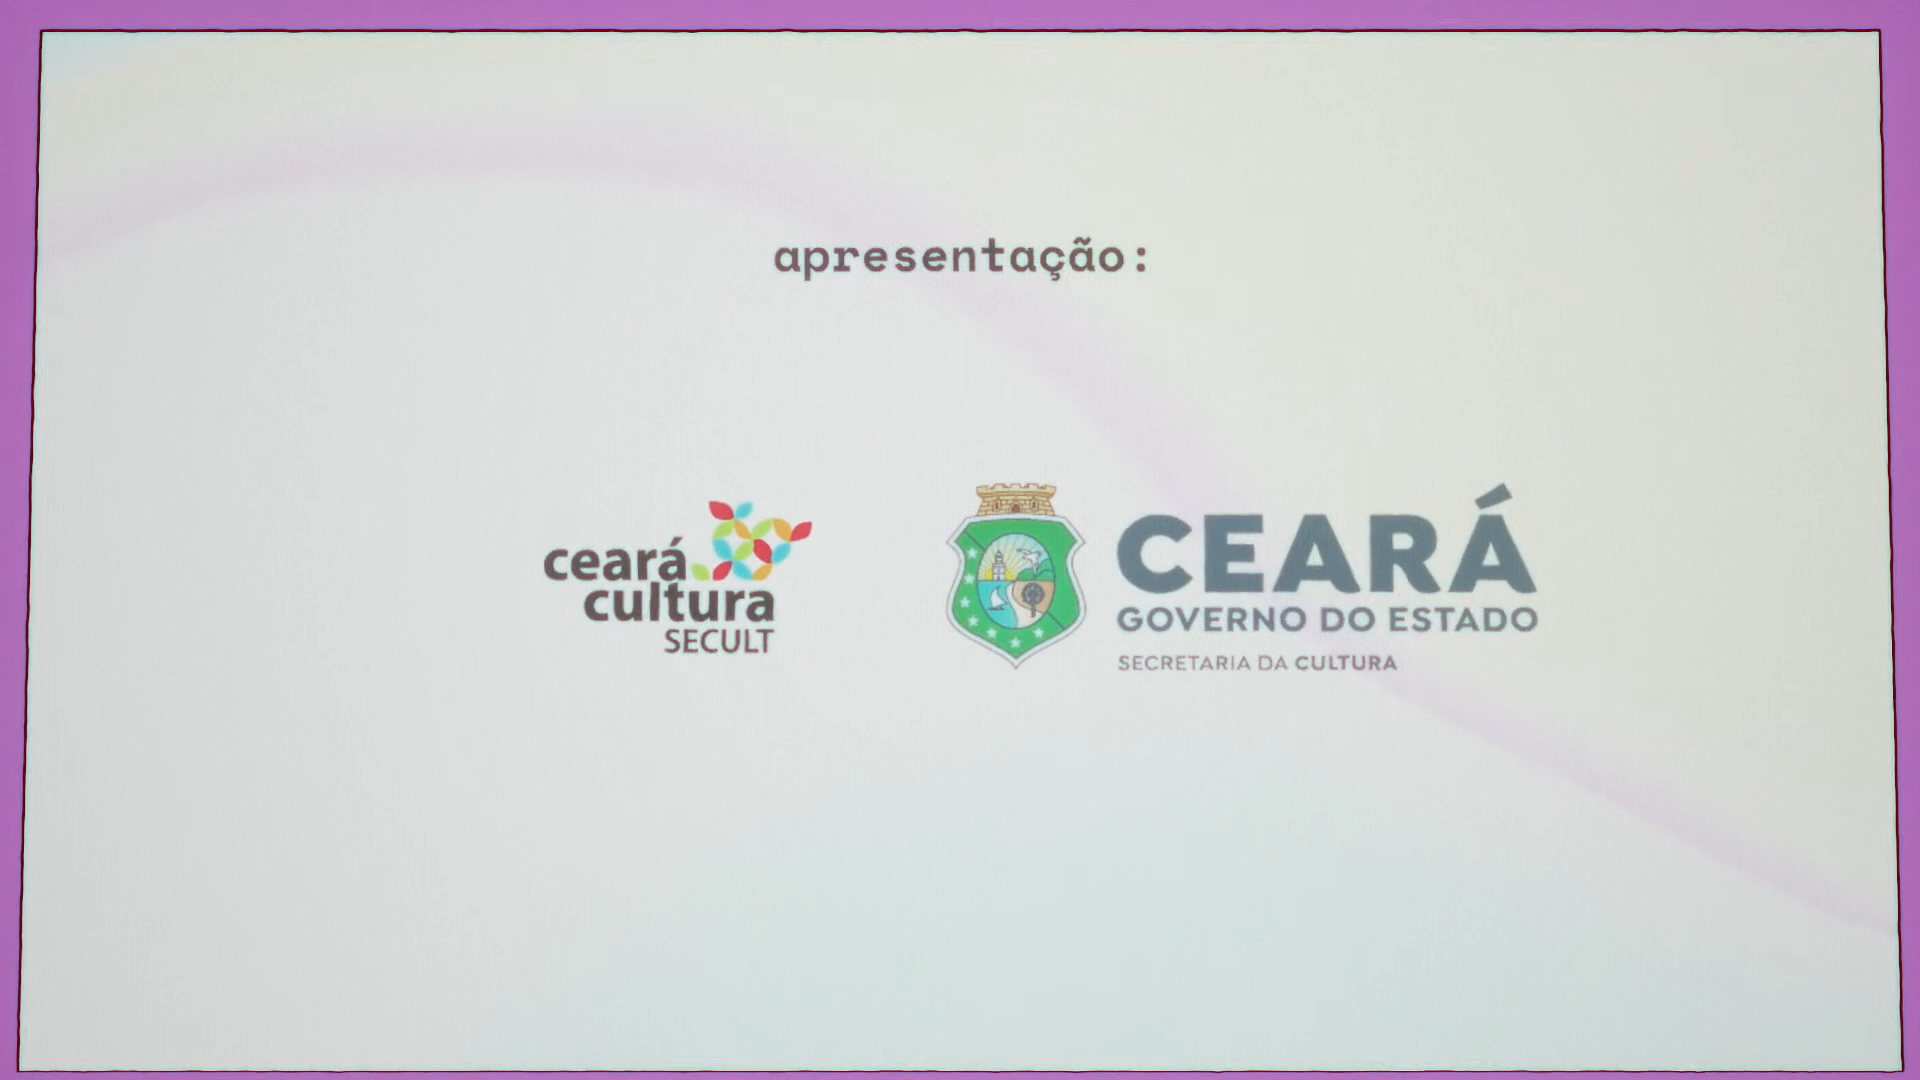 apresentação:
ceará
cultura
SECULT
CEARÁ
GOVERNO DO ESTADO
SECRETARIA DA CULTURA